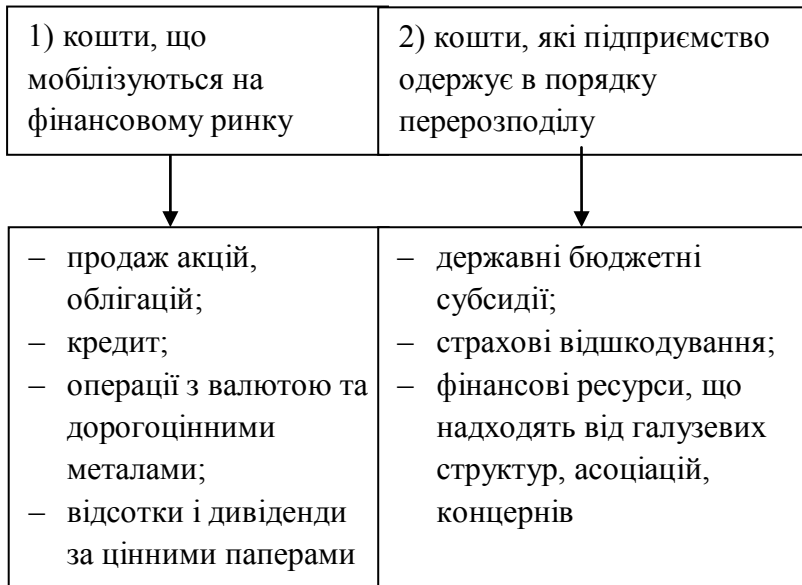 1) кошти, що
мобілізуються на
фінансовому ринку
2) кошти, які підприємство
одержує в порядку
перерозподілу
– продаж акцій,
облігацій;
– кредит;
– операції з валютою та
дорогоцінними
металами;
– відсотки і дивіденди
за цінними паперами
– державні бюджетні
субсидії;
– страхові відшкодування;
– фінансові ресурси, що
надходять від галузевих
структур, асоціацій,
концернів